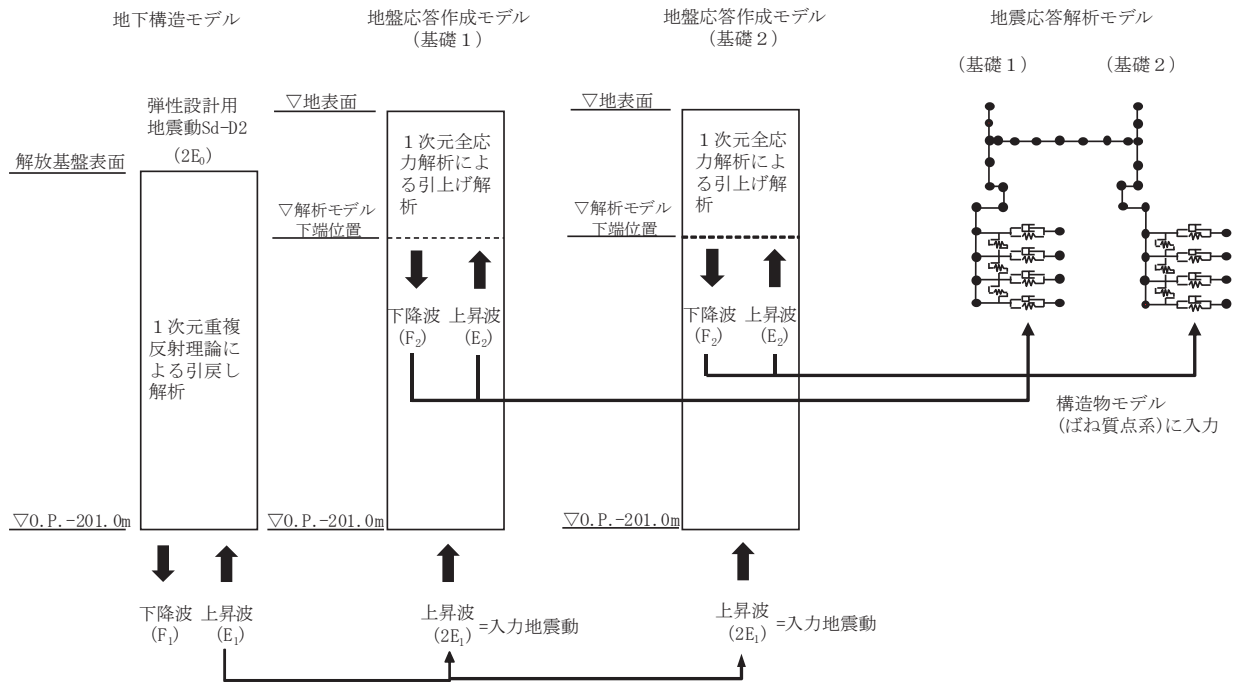 地下構造モデル
弾性設計用
地震動Sd-D2
(2E₀)
解放基盤表面
1次元重複
反射理論に
よる引戻し
解析
▽O.P.-201.0m
下降波
(F₁)
上昇波
(E₁)
地盤応答作成モデル
(基礎1)
▽地表面
1次元全応
力解析によ
る引上げ解
析
▽解析モデル
下端位置
下降波
(F₂)
上昇波
(E₂)
▽O.P.-201.0m
上昇波
(2E₁)
=入力地震動
地盤応答作成モデル
(基礎2)
▽地表面
1次元全応
力解析によ
る引上げ解
析
▽解析モデル
下端位置
下降波
(F₂)
上昇波
(E₂)
▽O.P.-201.0m
上昇波
(2E₁)
=入力地震動
地震応答解析モデル
(基礎1)
(基礎2)
構造物モデル
(ばね質点系)に入力